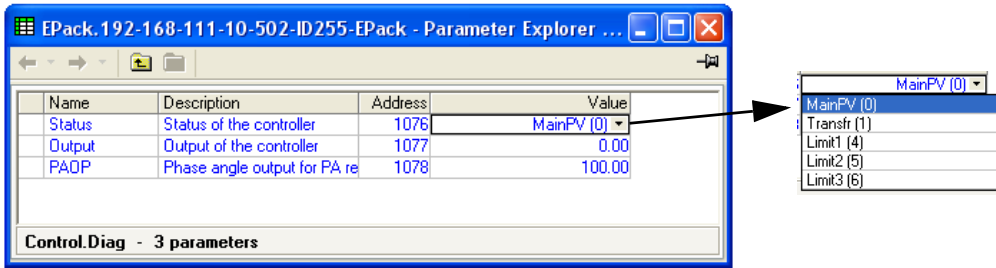 EPack.192-168-111-10-502-ID255-EPack - Parameter Explorer ...
Name Description Address Value
Status Status of the controller 1076 MainPV (0)
Output Output of the controller 1077 0.00
PAOP Phase angle output for PA re 1078 100.00
Control.Diag - 3 parameters
MainPV (0)
MainPV (0)
Transfr (1)
Limit1 (4)
Limit2 (5)
Limit3 (6)